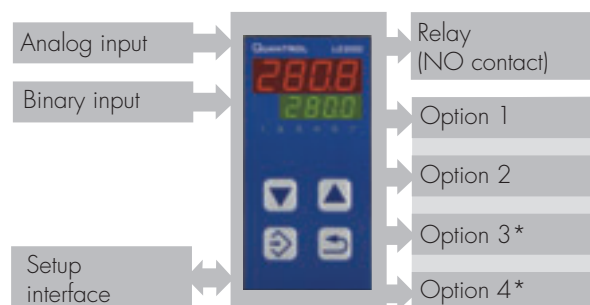 Analog input
Binary input
Setup
interface
QUANTROL
280.8
280.0
Relay
(NO contact)
Option 1
Option 2
Option 3*
Option 4*